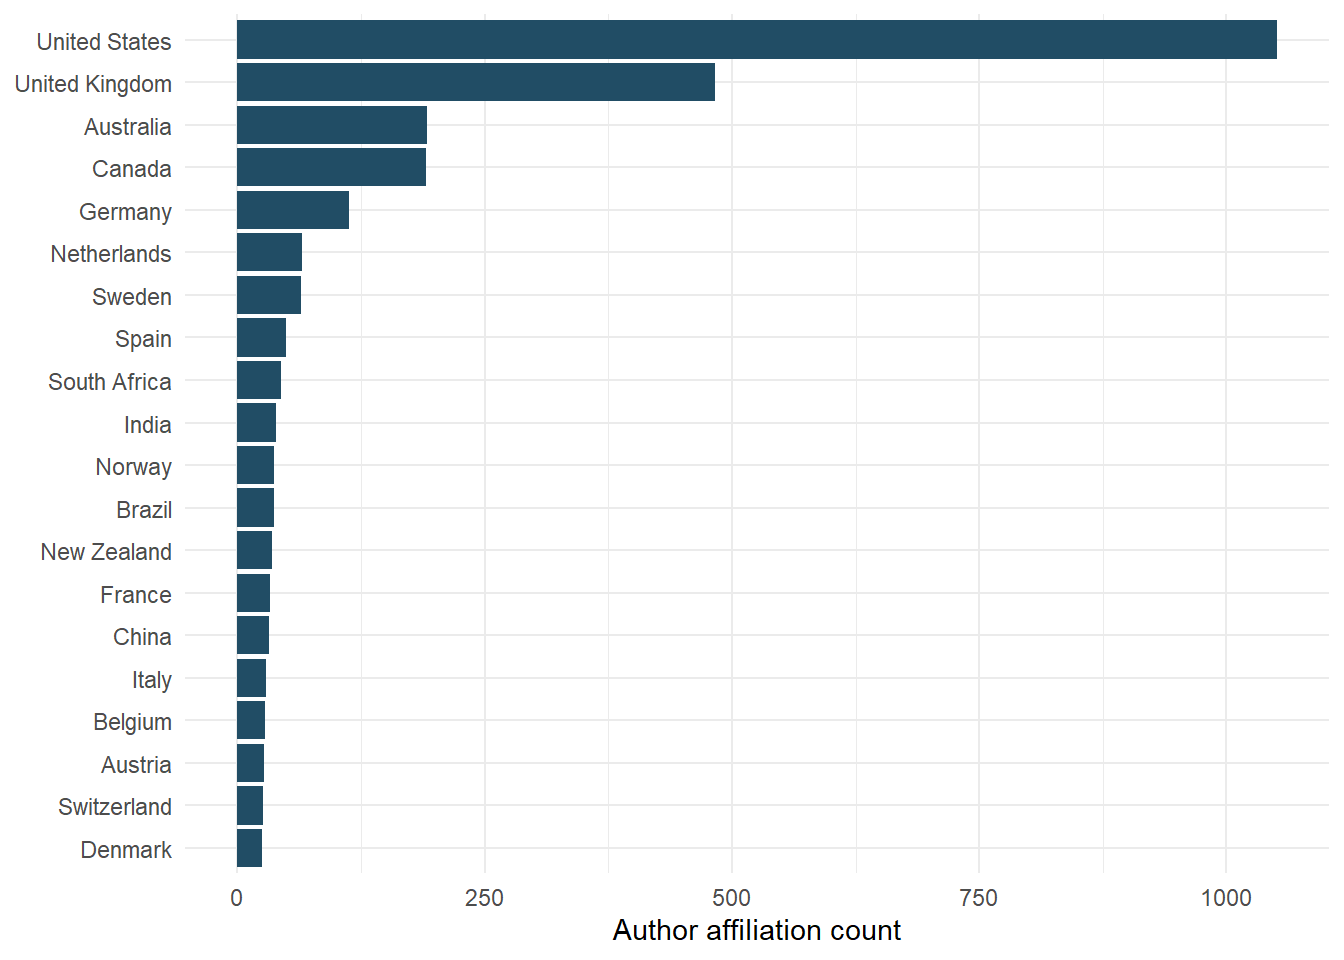 United States
United Kingdom
Australia
Canada
Germany
Netherlands
Sweden
Spain
South Africa
India
Norway
Brazil
New Zealand
France
China
Italy
Belgium
Austria
Switzerland
Denmark
0 250 500 750 1000
Author affiliation count